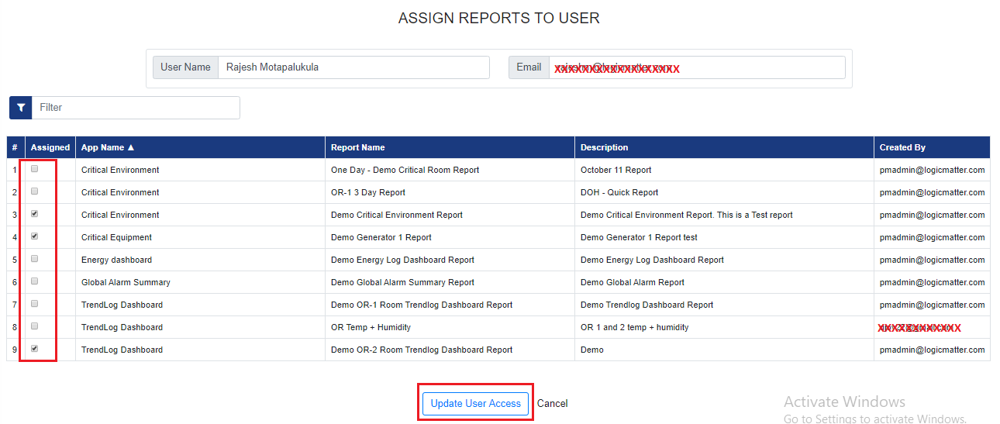 ASSIGN REPORTS TO USER
User Name Rajesh Motapalukula Email XXXXXXXXXXXXXXXXXX
Filter
# Assigned App Name ▲ Report Name Description Created By
1 Critical Environment One Day - Demo Critical Room Report October 11 Report pmadmin@logicmatter.com
2 Critical Environment OR-1 3 Day Report DOH - Quick Report pmadmin@logicmatter.com
3 Critical Environment Demo Critical Environment Report Demo Critical Environment Report. This is a Test report pmadmin@logicmatter.com
4 Critical Equipment Demo Generator 1 Report Demo Generator 1 Report test pmadmin@logicmatter.com
5 Energy dashboard Demo Energy Log Dashboard Report Demo Energy Log Dashboard Report pmadmin@logicmatter.com
6 Global Alarm Summary Demo Global Alarm Summary Report Demo Global Alarm Report pmadmin@logicmatter.com
7 TrendLog Dashboard Demo OR-1 Room Trendlog Dashboard Report Demo Trendlog Dashboard Report pmadmin@logicmatter.com
8 TrendLog Dashboard OR Temp + Humidity OR 1 and 2 temp + humidity XXXXXXXXXXXX
9 TrendLog Dashboard Demo OR-2 Room Trendlog Dashboard Report Demo pmadmin@logicmatter.com
Update User Access Cancel
Activate Windows
Go to Settings to activate Windows.